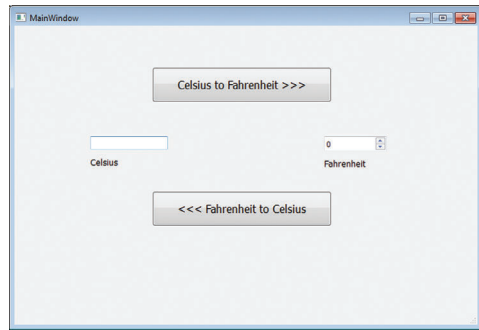 MainWindow
Celsius to Fahrenheit >>>
0
Celsius
Fahrenheit
<<< Fahrenheit to Celsius